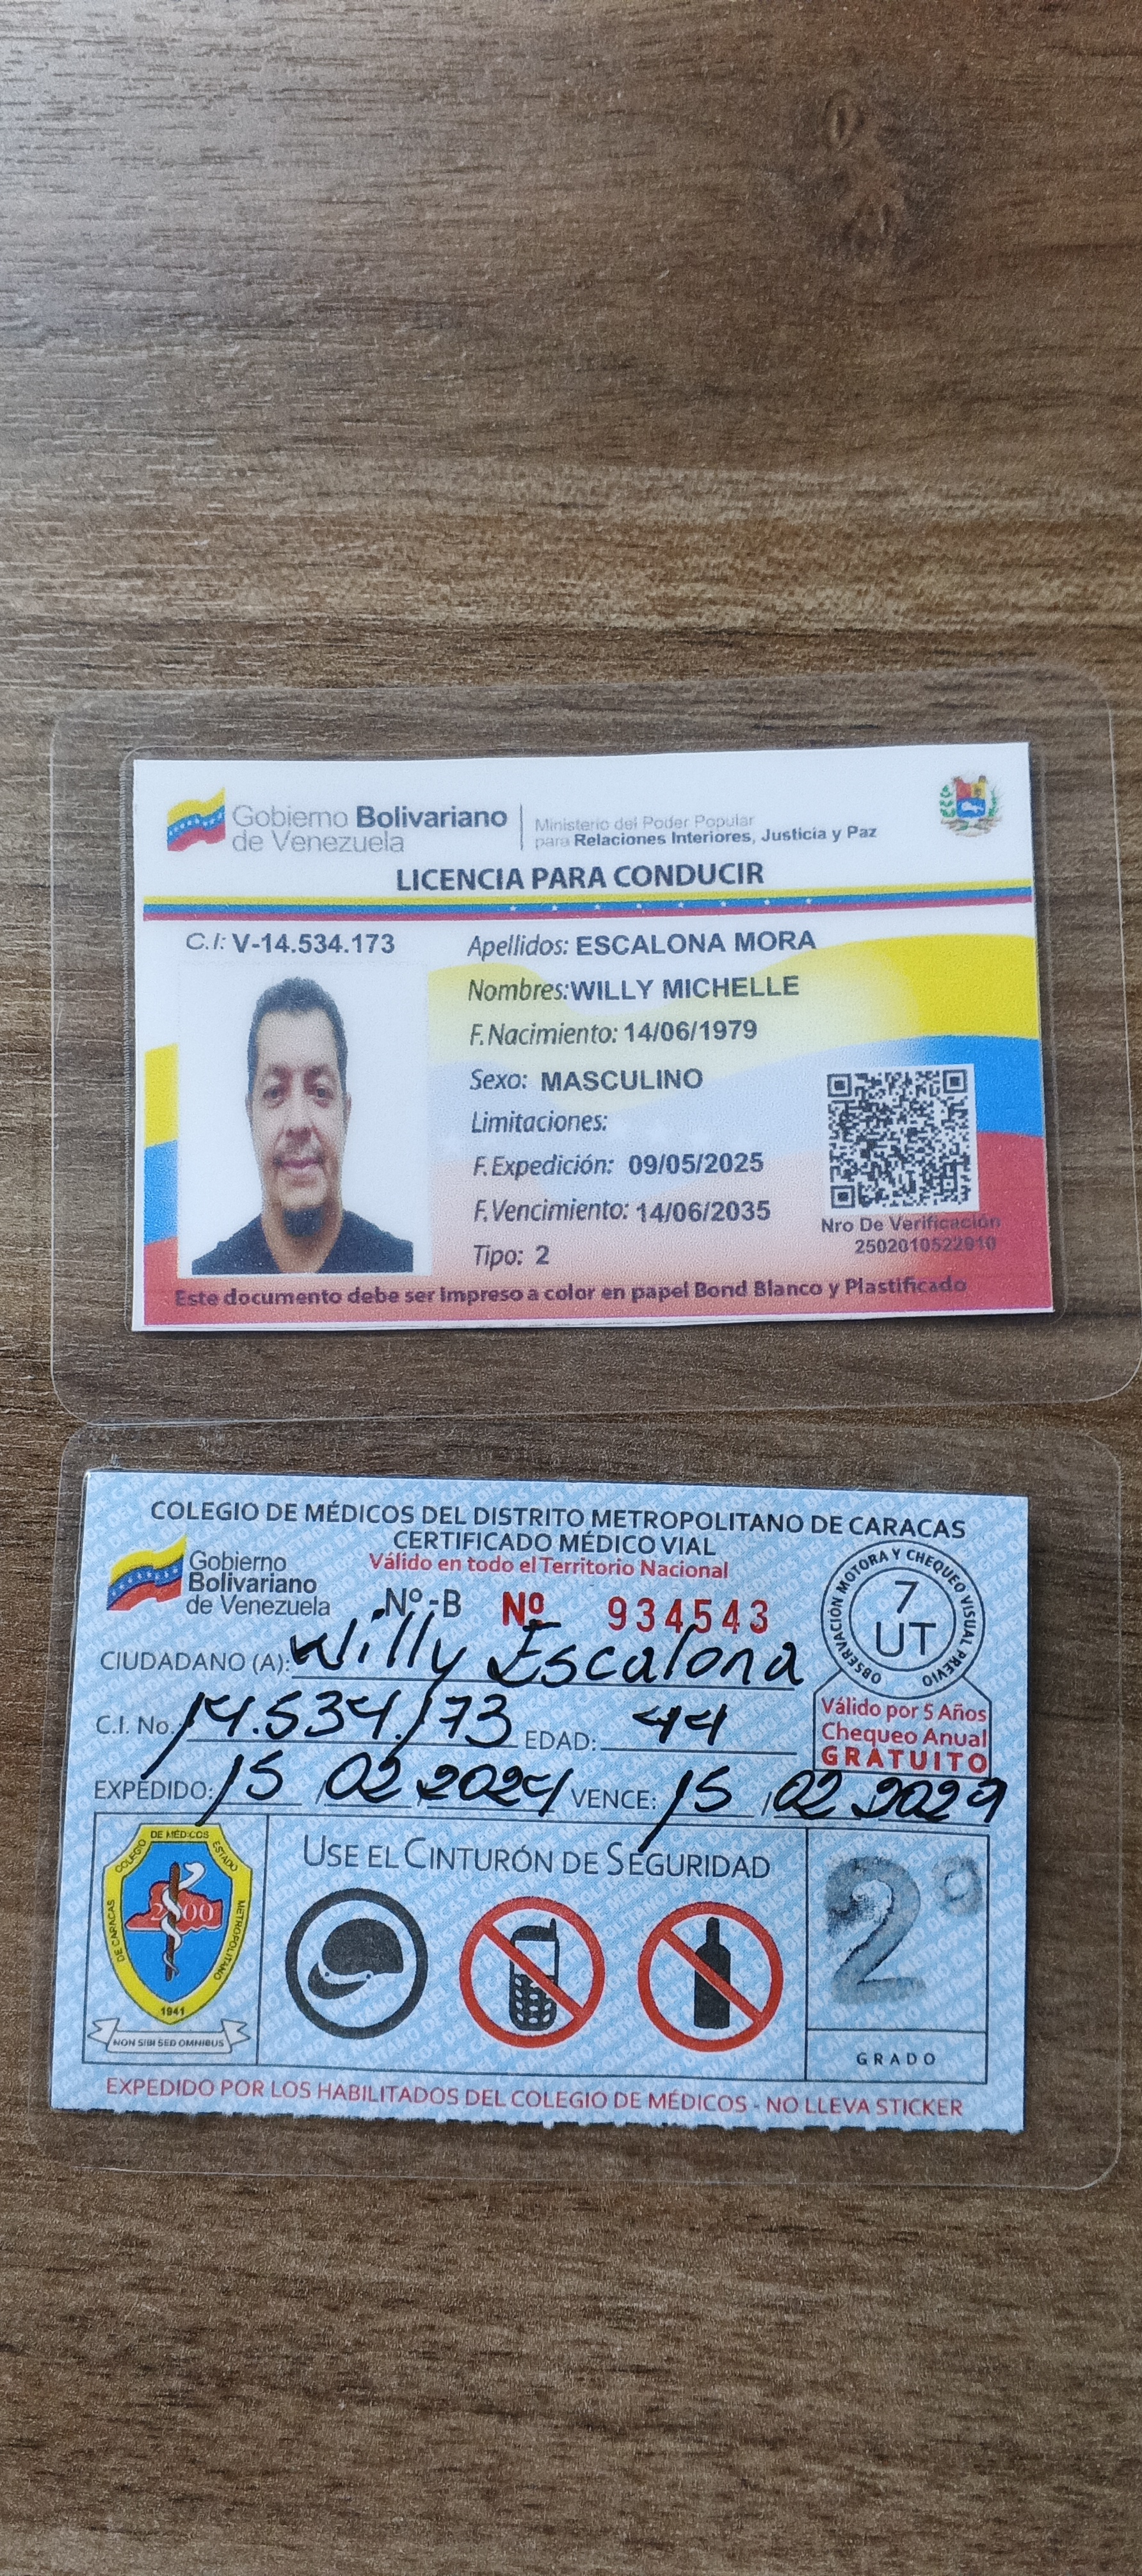 Gobierno Bolivariano
de Venezuela
Ministerio del Poder Popular
para Relaciones Interiores, Justicia y Paz
LICENCIA PARA CONDUCIR
C.I: V-14.534.173
Apellidos: ESCALONA MORA
Nombres:WILLY MICHELLE
F.Nacimiento: 14/06/1979
Sexo: MASCULINO
Limitaciones:
F.Expedición: 09/05/2025
F.Vencimiento: 14/06/2035
Tipo: 2
Nro De Verificación
2502010522910
Este documento debe ser Impreso a color en papel Bond Blanco y Plastificado
COLEGIO DE MÉDICOS DEL DISTRITO METROPOLITANO DE CARACAS
CERTIFICADO MÉDICO VIAL
Válido en todo el Territorio Nacional
Gobierno
Bolivariano
de Venezuela
Nº-B Nº 934543
OBSERVACIÓN MOTORA Y CHEQUEO VISUAL PREVIO
7
UT
CIUDADANO (A): Willy Escalona
C.I. No. 14.534.173 EDAD: 44
Válido por 5 Años
Chequeo Anual
GRATUITO
EXPEDIDO: 15 02 2024 VENCE: 15 02 2029
COLEGIO DE MÉDICOS ESTADO
METROPOLITANO
DE CARACAS
2000
1941
NON SIBI SED OMNIBUS
USE EL CINTURÓN DE SEGURIDAD
2º
GRADO
EXPEDIDO POR LOS HABILITADOS DEL COLEGIO DE MÉDICOS - NO LLEVA STICKER